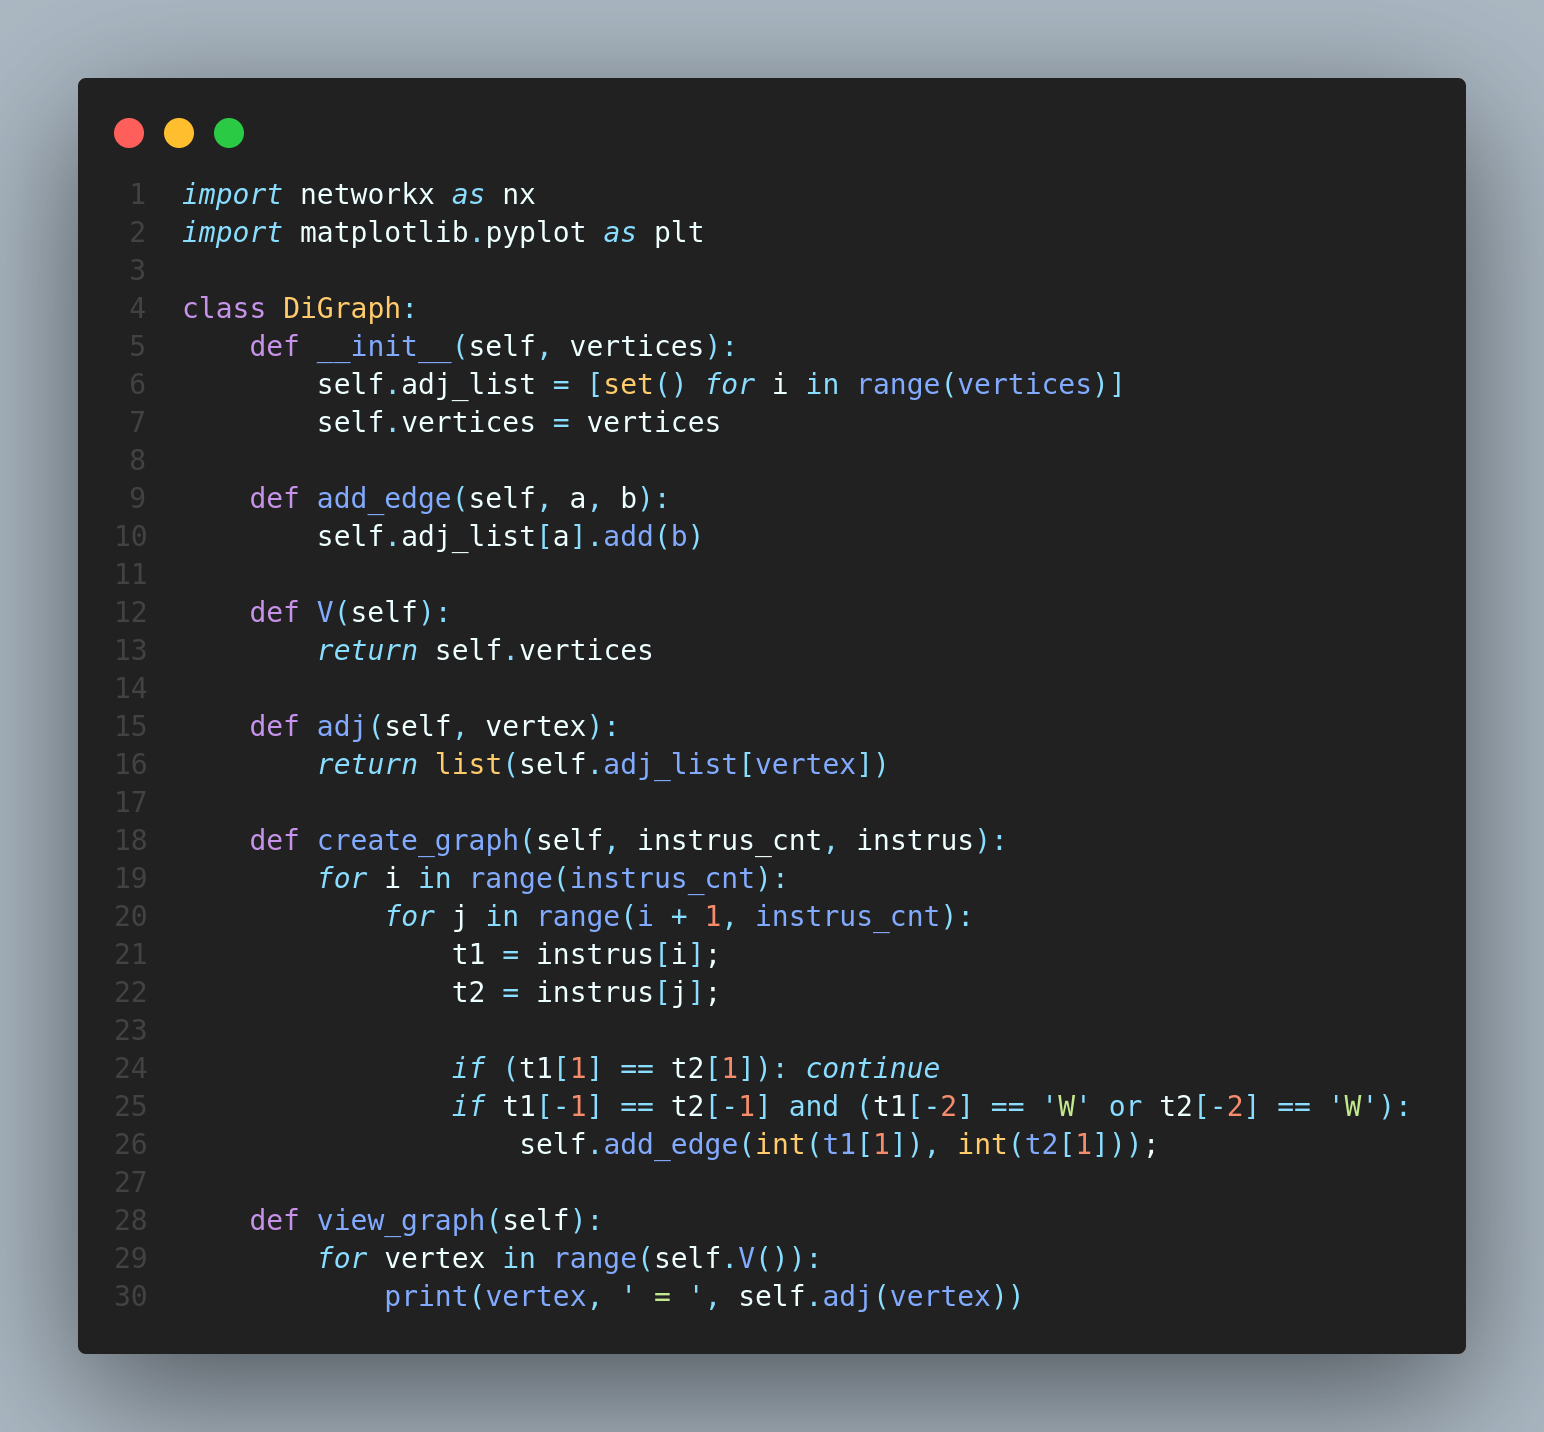 1 import networkx as nx
2 import matplotlib.pyplot as plt
3
4 class DiGraph:
5     def __init__(self, vertices):
6         self.adj_list = [set() for i in range(vertices)]
7         self.vertices = vertices
8
9     def add_edge(self, a, b):
10         self.adj_list[a].add(b)
11
12     def V(self):
13         return self.vertices
14
15     def adj(self, vertex):
16         return list(self.adj_list[vertex])
17
18     def create_graph(self, instrus_cnt, instrus):
19         for i in range(instrus_cnt):
20             for j in range(i + 1, instrus_cnt):
21                 t1 = instrus[i];
22                 t2 = instrus[j];
23
24                 if (t1[1] == t2[1]): continue
25                 if t1[-1] == t2[-1] and (t1[-2] == 'W' or t2[-2] == 'W'):
26                     self.add_edge(int(t1[1]), int(t2[1]));
27
28     def view_graph(self):
29         for vertex in range(self.V()):
30             print(vertex, ' = ', self.adj(vertex))